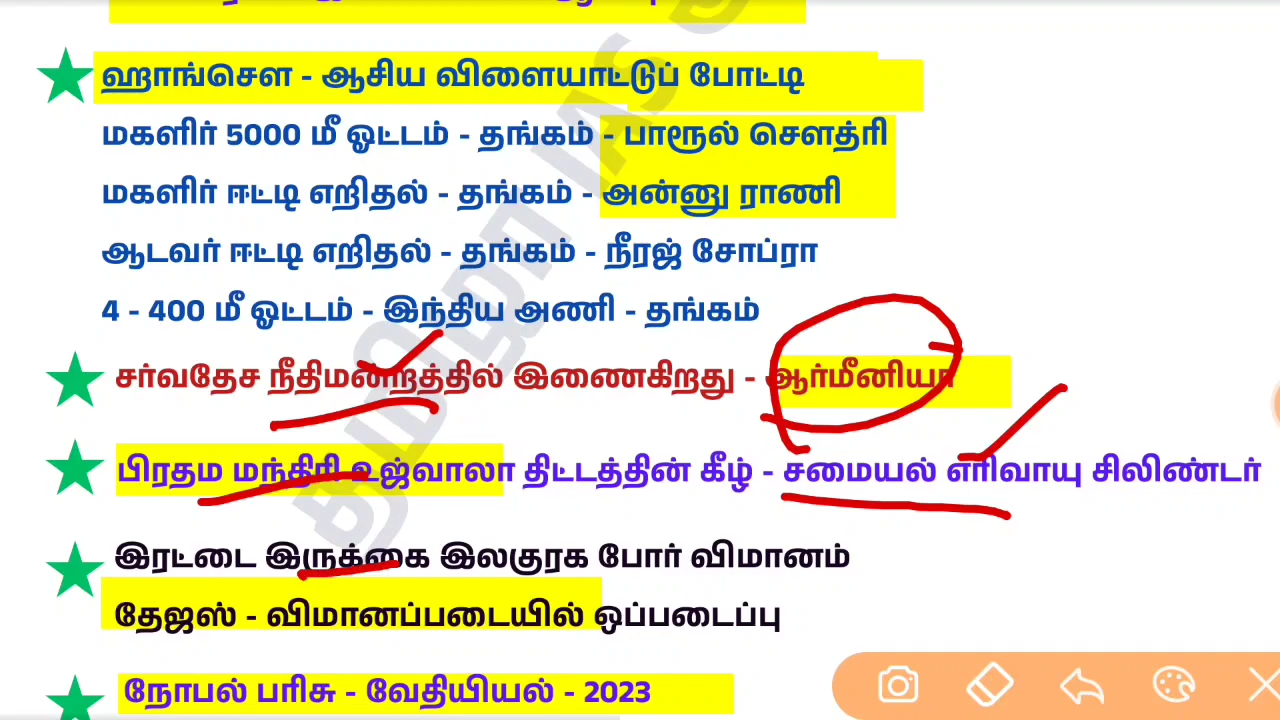 ஹாங்சௌ - ஆசிய விளையாட்டுப் போட்டி
மகளிர் 5000 மீ ஓட்டம் - தங்கம் - பாரூல் சௌத்ரி
மகளிர் ஈட்டி எறிதல் - தங்கம் - அன்னு ராணி
ஆடவர் ஈட்டி எறிதல் - தங்கம் - நீரஜ் சோப்ரா
4 - 400 மீ ஓட்டம் - இந்திய அணி - தங்கம்
சர்வதேச நீதிமன்றத்தில் இணைகிறது - ஆர்மீனியா
பிரதம மந்திரி உஜ்வாலா திட்டத்தின் கீழ் - சமையல் எரிவாயு சிலிண்டர்
இரட்டை இருக்கை இலகுரக போர் விமானம்
தேஜஸ் - விமானப்படையில் ஒப்படைப்பு
நோபல் பரிசு - வேதியியல் - 2023